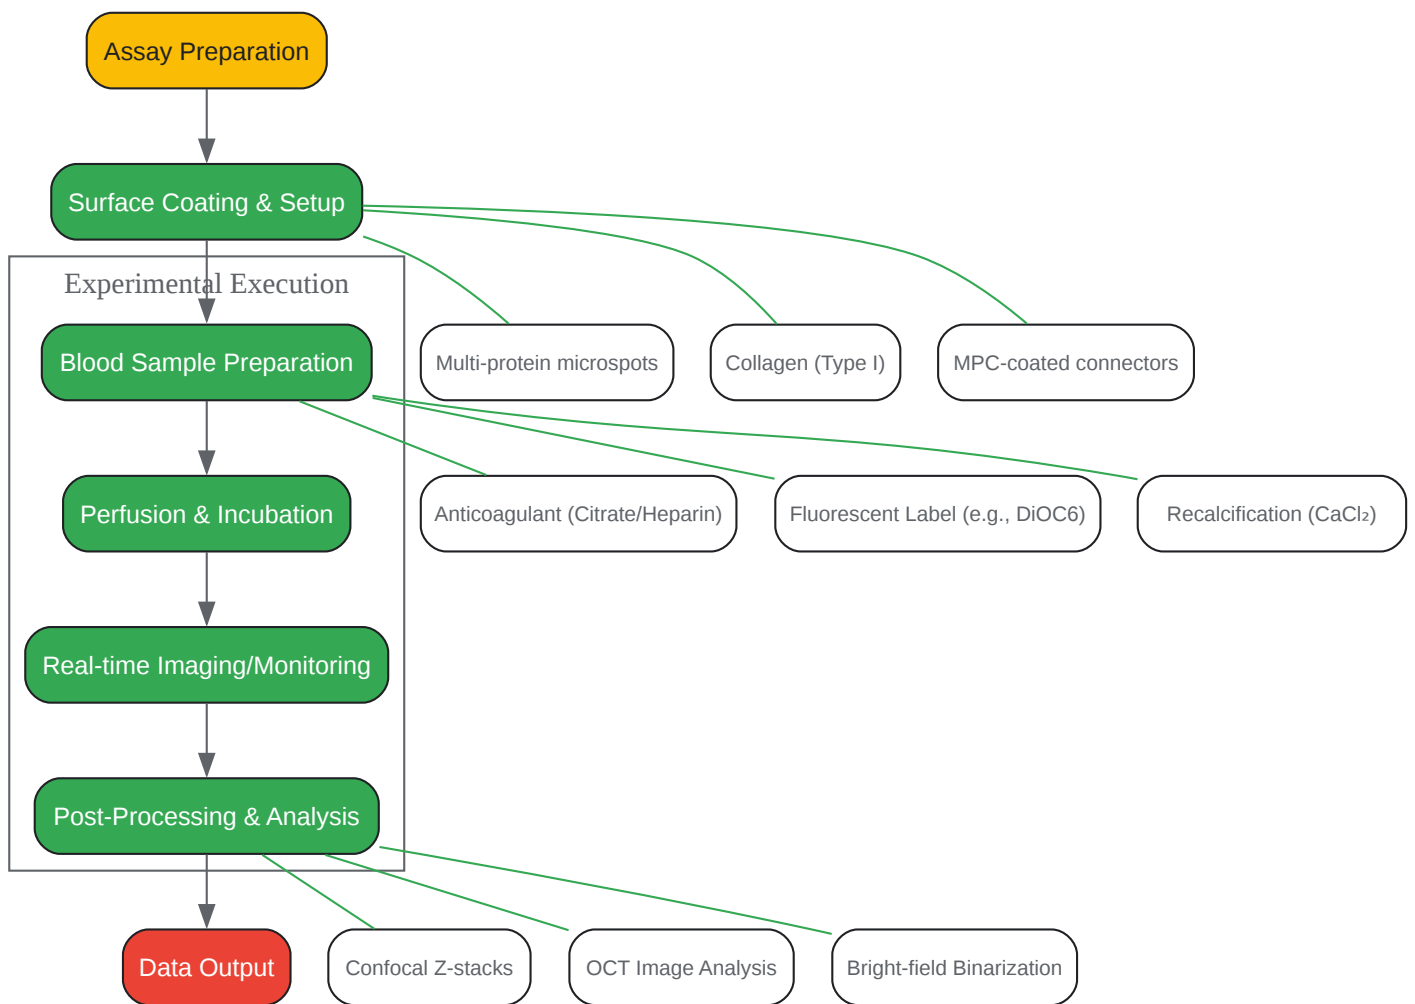 Assay Preparation
Surface Coating & Setup
Experimental Execution
Blood Sample Preparation
Multi-protein microspots
Collagen (Type I)
MPC-coated connectors
Perfusion & Incubation
Anticoagulant (Citrate/Heparin)
Fluorescent Label (e.g., DiOC6)
Recalcification (CaCl₂)
Real-time Imaging/Monitoring
Post-Processing & Analysis
Data Output
Confocal Z-stacks
OCT Image Analysis
Bright-field Binarization